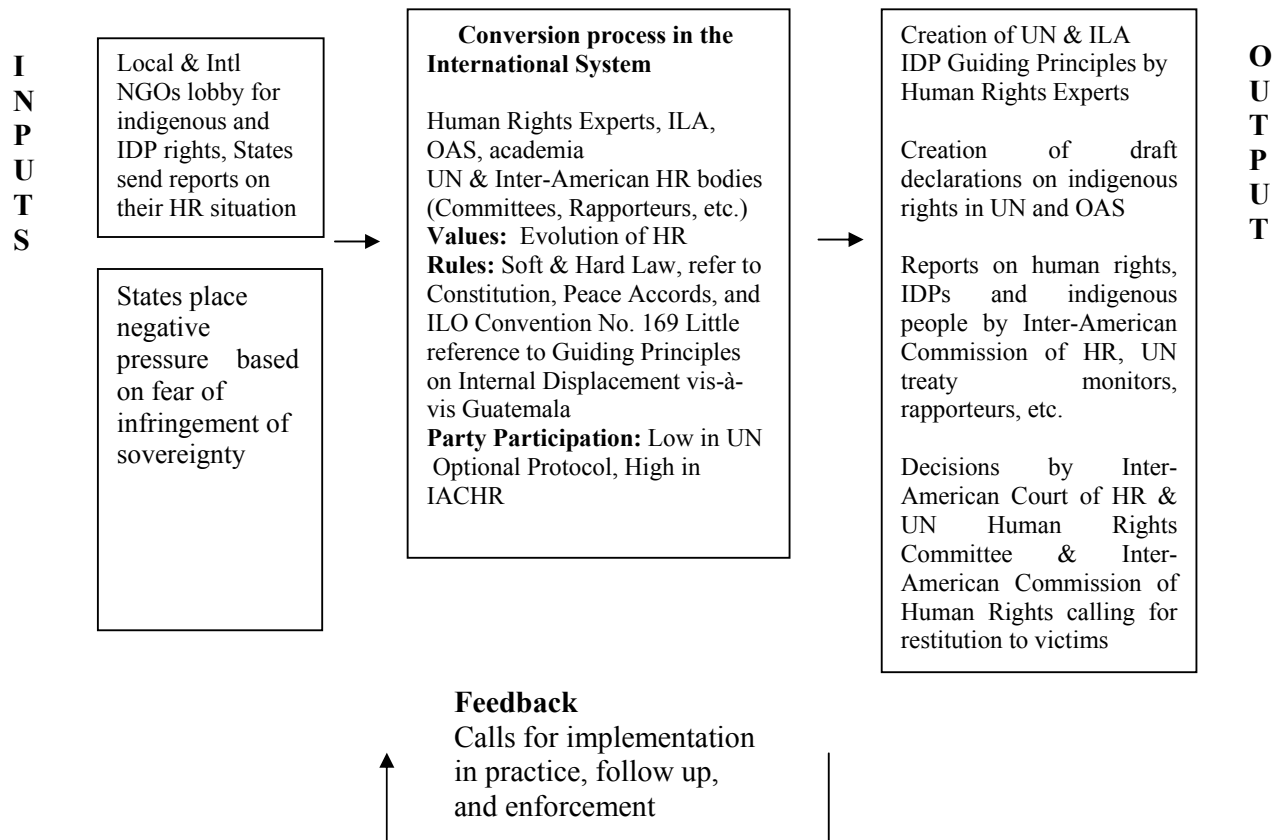 INPUTS
Local & Intl
NGOs lobby for
indigenous and
IDP rights, States
send reports on
their HR situation
States place
negative
pressure based
on fear of
infringement of
sovereignty
Conversion process in the
International System
Human Rights Experts, ILA,
OAS, academia
UN & Inter-American HR bodies
(Committees, Rapporteurs, etc.)
Values: Evolution of HR
Rules: Soft & Hard Law, refer to
Constitution, Peace Accords, and
ILO Convention No. 169 Little
reference to Guiding Principles
on Internal Displacement vis-à-
vis Guatemala
Party Participation: Low in UN
Optional Protocol, High in
IACHR
Creation of UN & ILA
IDP Guiding Principles by
Human Rights Experts
Creation of draft
declarations on indigenous
rights in UN and OAS
Reports on human rights,
IDPs and indigenous
people by Inter-American
Commission of HR, UN
treaty monitors,
rapporteurs, etc.
Decisions by Inter-
American Court of HR &
UN Human Rights
Committee & Inter-
American Commission of
Human Rights calling for
restitution to victims
OUTPUT
Feedback
Calls for implementation
in practice, follow up,
and enforcement